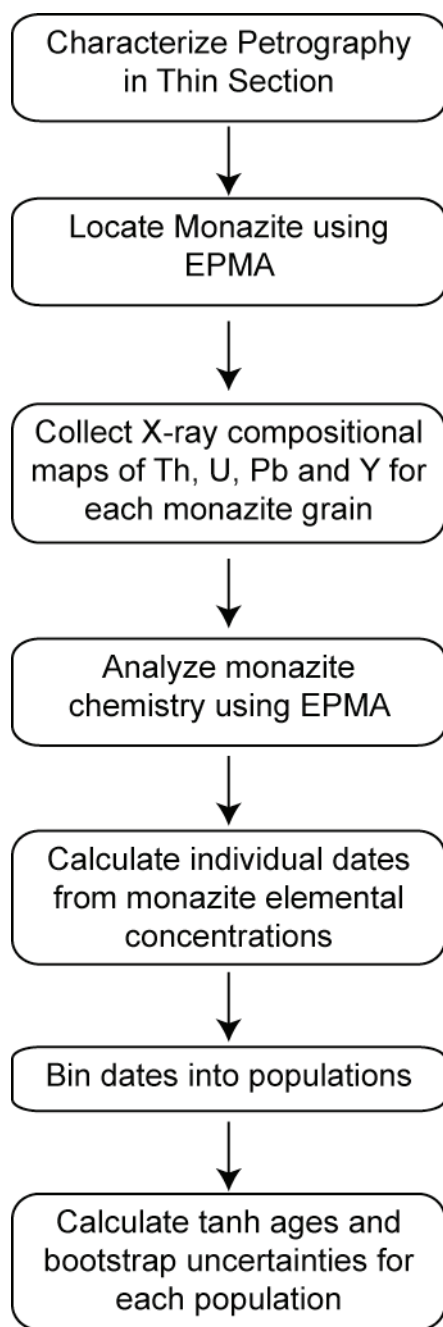 Characterize Petrography
in Thin Section
Locate Monazite using
EPMA
Collect X-ray compositional
maps of Th, U, Pb and Y for
each monazite grain
Analyze monazite
chemistry using EPMA
Calculate individual dates
from monazite elemental
concentrations
Bin dates into populations
Calculate tanh ages and
bootstrap uncertainties for
each population